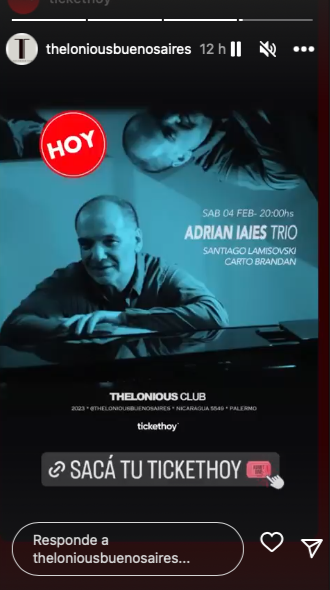 tickethoy
theloniousbuenosaires 12 h
HOY
SAB 04 FEB- 20:00hs
ADRIAN IAIES TRIO
SANTIAGO LAMISOVSKI
CARTO BRANDAN
THELONIOUS CLUB
2023 * @THELONIOUSBUENOSAIRES * NICARAGUA 5549 * PALERMO
tickethoy
SACÁ TU TICKETHOY
Responde a
theloniousbuenosaires...